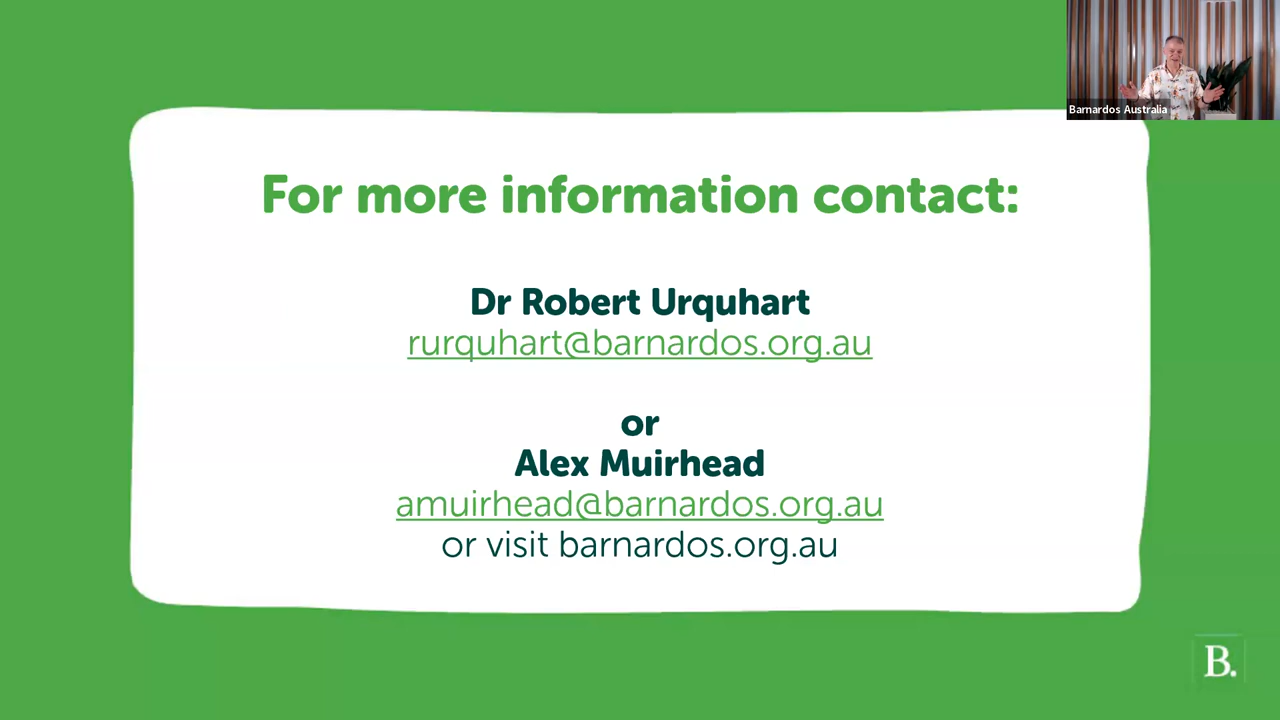 Barnardos Australia
For more information contact:
Dr Robert Urquhart
rurquhart@barnardos.org.au
or
Alex Muirhead
amuirhead@barnardos.org.au
or visit barnardos.org.au
B.